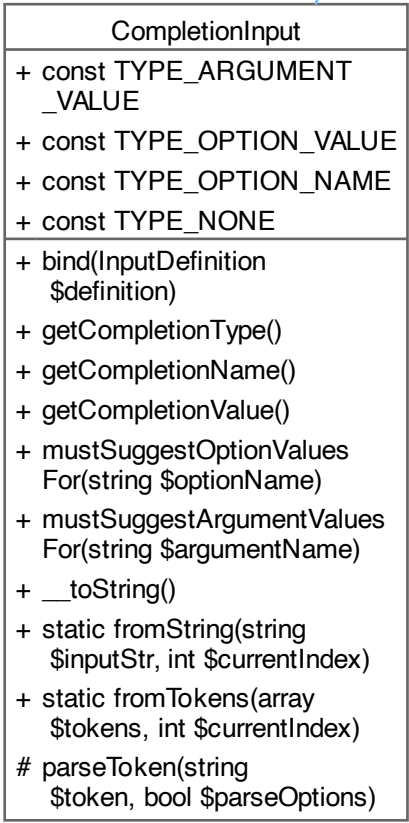 CompletionInput
+ const TYPE_ARGUMENT
_VALUE
+ const TYPE_OPTION_VALUE
+ const TYPE_OPTION_NAME
+ const TYPE_NONE
+ bind(InputDefinition
$definition)
+ getCompletionType()
+ getCompletionName()
+ getCompletionValue()
+ mustSuggestOptionValues
For(string $optionName)
+ mustSuggestArgumentValues
For(string $argumentName)
+ __toString()
+ static fromString(string
$inputStr, int $currentIndex)
+ static fromTokens(array
$tokens, int $currentIndex)
# parseToken(string
$token, bool $parseOptions)